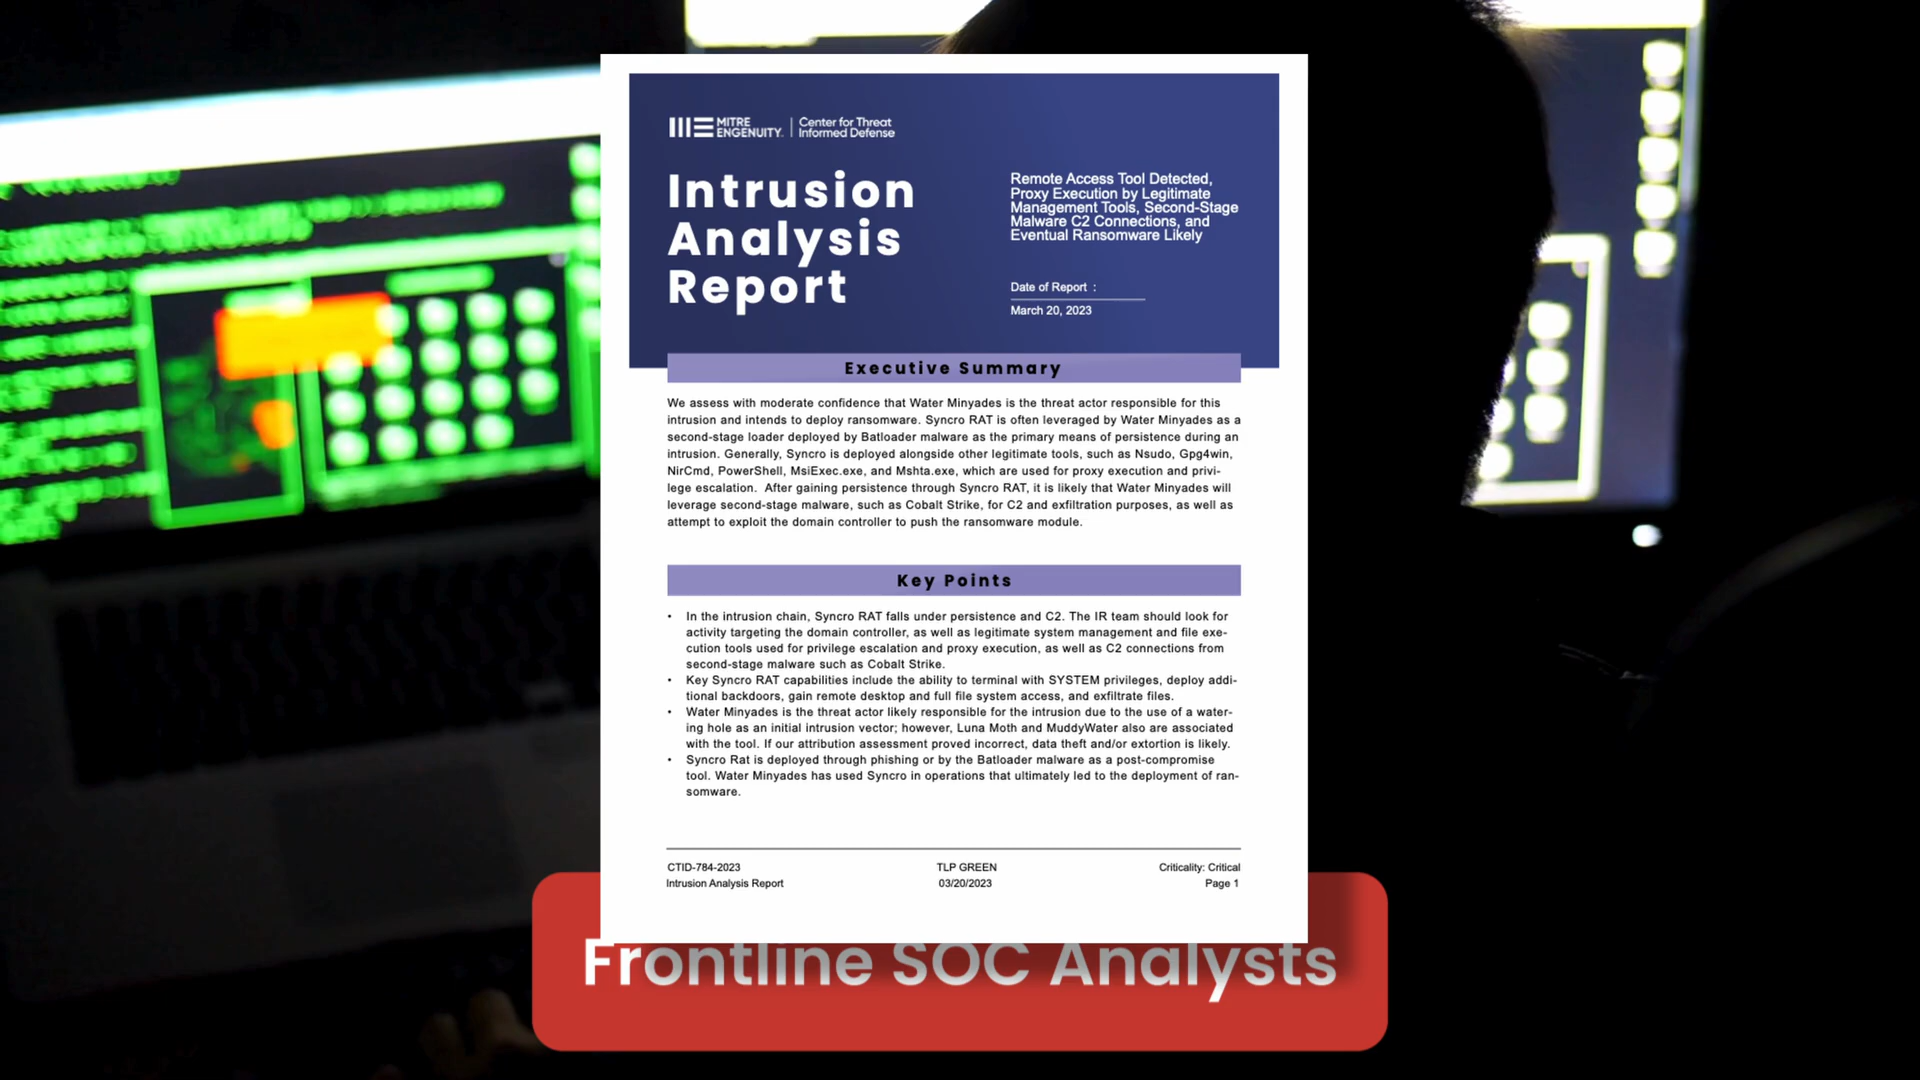 MITRE ENGENUITY. | Center for Threat Informed Defense
Intrusion
Analysis
Report
Remote Access Tool Detected,
Proxy Execution by Legitimate
Management Tools, Second-Stage
Malware C2 Connections, and
Eventual Ransomware Likely
Date of Report :
March 20, 2023
Executive Summary
We assess with moderate confidence that Water Minyades is the threat actor responsible for this
intrusion and intends to deploy ransomware. Syncro RAT is often leveraged by Water Minyades as a
second-stage loader deployed by Batloader malware as the primary means of persistence during an
intrusion. Generally, Syncro is deployed alongside other legitimate tools, such as Nsudo, Gpg4win,
NirCmd, PowerShell, MsiExec.exe, and Mshta.exe, which are used for proxy execution and privi-
lege escalation. After gaining persistence through Syncro RAT, it is likely that Water Minyades will
leverage second-stage malware, such as Cobalt Strike, for C2 and exfiltration purposes, as well as
attempt to exploit the domain controller to push the ransomware module.
Key Points
• In the intrusion chain, Syncro RAT falls under persistence and C2. The IR team should look for
activity targeting the domain controller, as well as legitimate system management and file exe-
cution tools used for privilege escalation and proxy execution, as well as C2 connections from
second-stage malware such as Cobalt Strike.
• Key Syncro RAT capabilities include the ability to terminal with SYSTEM privileges, deploy addi-
tional backdoors, gain remote desktop and full file system access, and exfiltrate files.
• Water Minyades is the threat actor likely responsible for the intrusion due to the use of a water-
ing hole as an initial intrusion vector; however, Luna Moth and MuddyWater also are associated
with the tool. If our attribution assessment proved incorrect, data theft and/or extortion is likely.
• Syncro Rat is deployed through phishing or by the Batloader malware as a post-compromise
tool. Water Minyades has used Syncro in operations that ultimately led to the deployment of ran-
somware.
CTID-784-2023 TLP GREEN Criticality: Critical
Intrusion Analysis Report 03/20/2023 Page 1
Frontline SOC Analysts